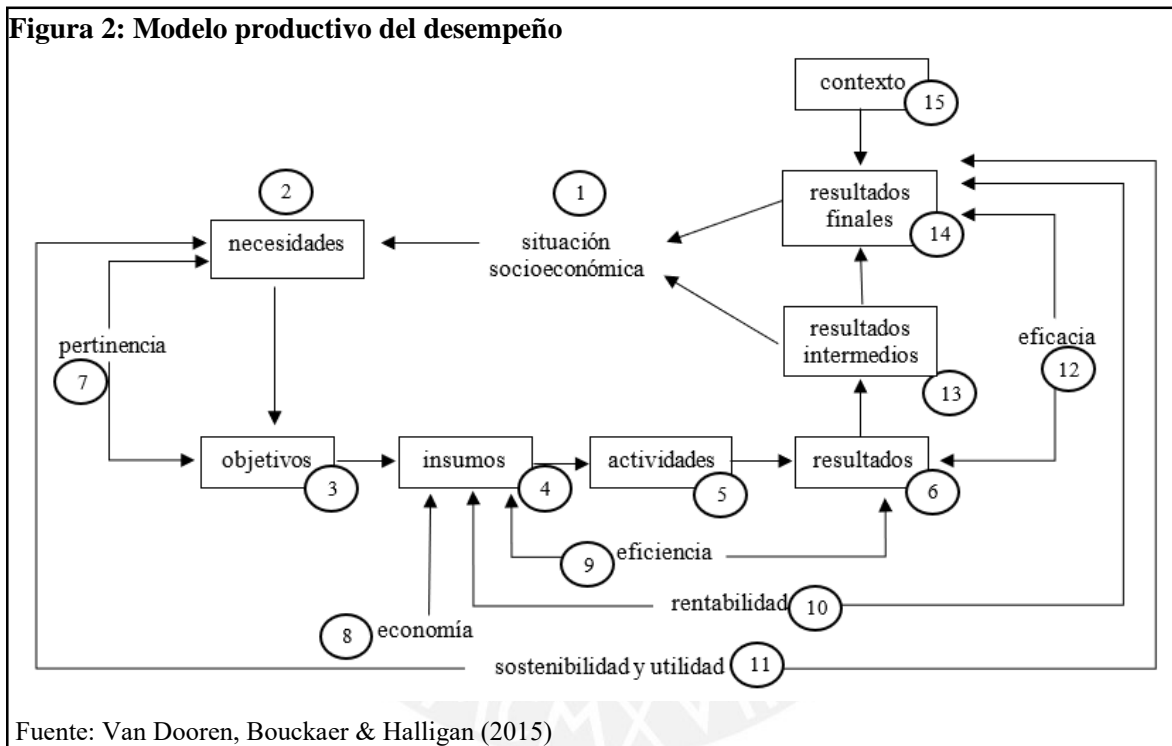 Figura 2: Modelo productivo del desempeño
contexto
15
2
1
resultados
finales
14
necesidades
situación
socioeconómica
resultados
intermedios
13
pertinencia
7
eficacia
12
objetivos
3
insumos
4
actividades
5
resultados
6
9
eficiencia
rentabilidad
10
8
economía
sostenibilidad y utilidad
11
Fuente: Van Dooren, Bouckaer & Halligan (2015)